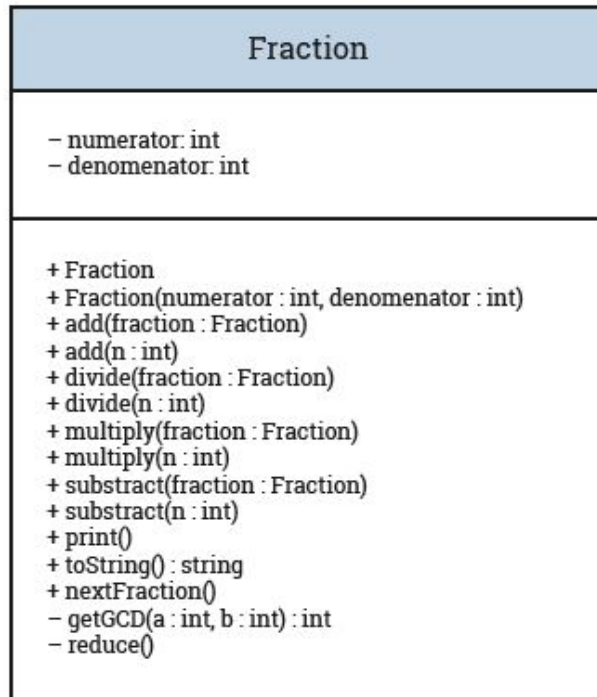 Fraction
– numerator: int
– denomenator: int
+ Fraction
+ Fraction(numerator : int, denomenator : int)
+ add(fraction : Fraction)
+ add(n : int)
+ divide(fraction : Fraction)
+ divide(n : int)
+ multiply(fraction : Fraction)
+ multiply(n : int)
+ substract(fraction : Fraction)
+ substract(n : int)
+ print()
+ toString() : string
+ nextFraction()
– getGCD(a : int, b : int) : int
– reduce()